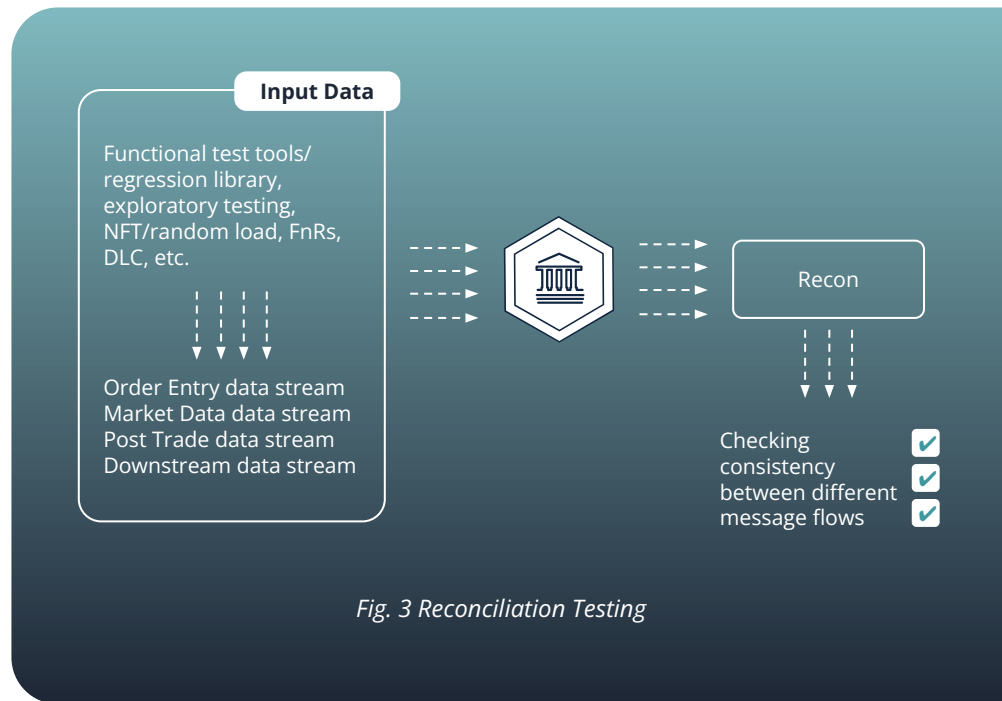 Input Data
Functional test tools/
regression library,
exploratory testing,
NFT/random load, FnRs,
DLC, etc.
Order Entry data stream
Market Data data stream
Post Trade data stream
Downstream data stream
Recon
Checking
consistency
between different
message flows
Fig. 3 Reconciliation Testing